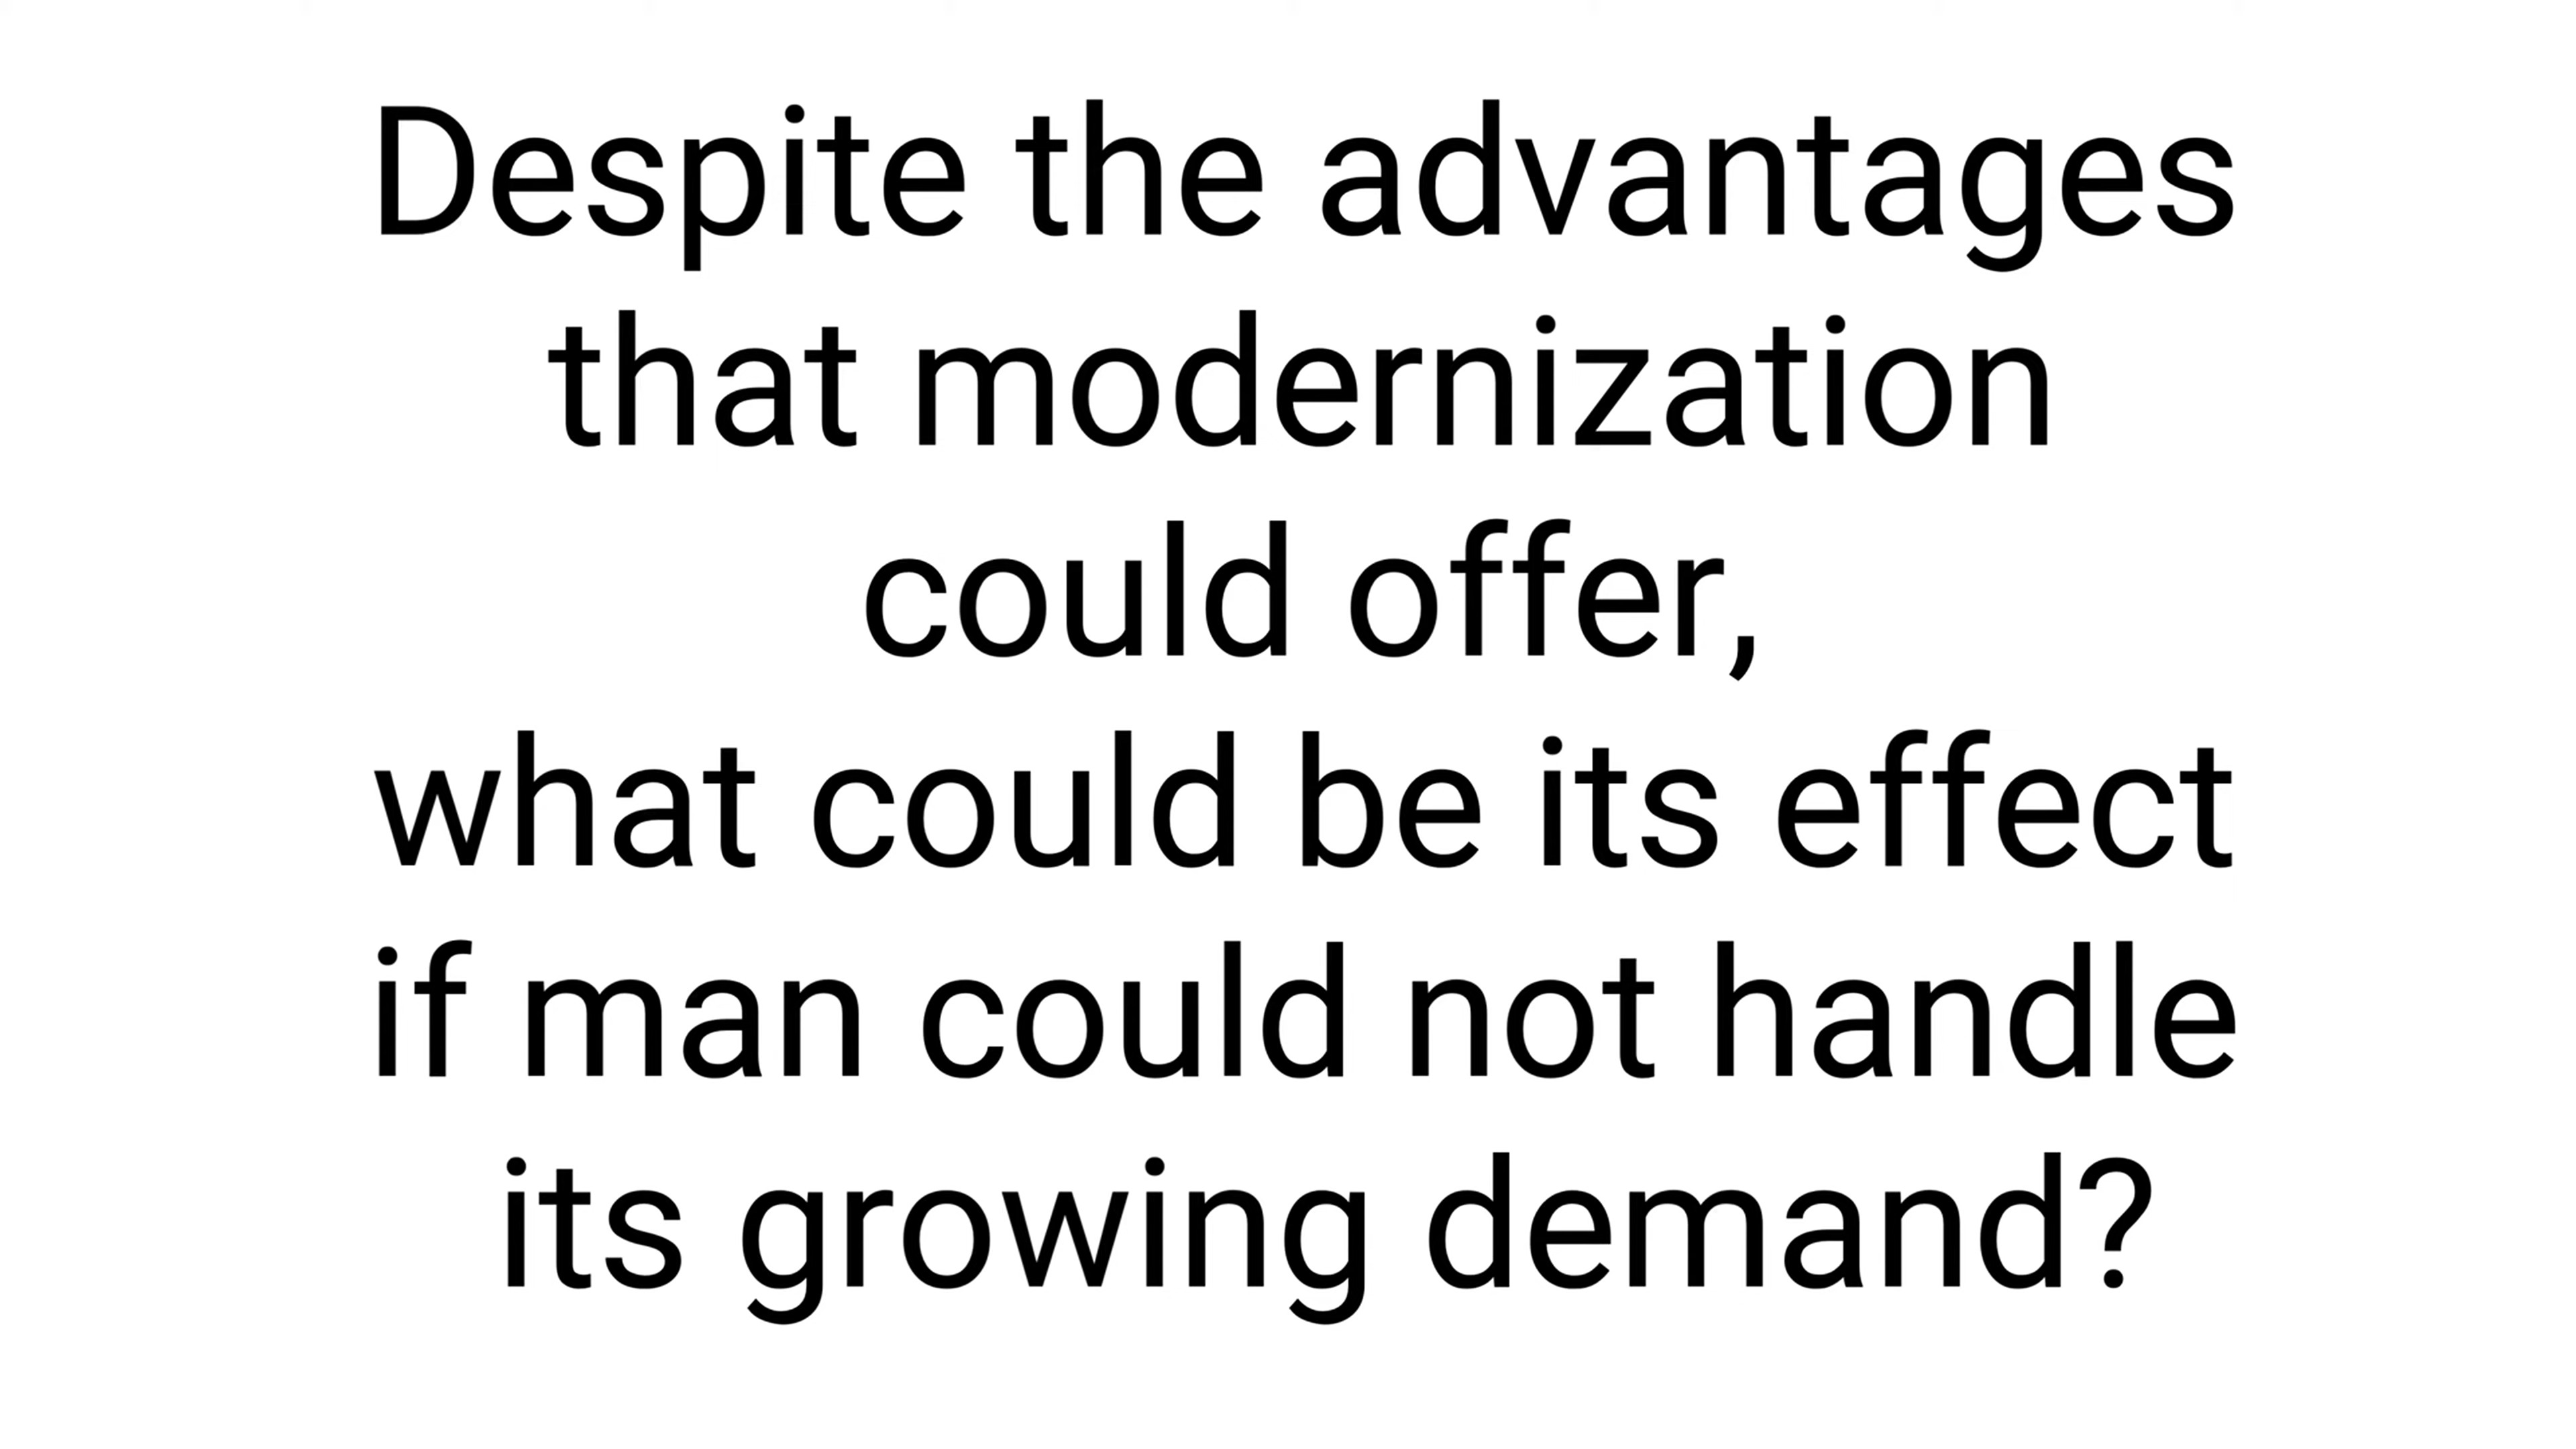 Despite the advantages
that modernization
could offer,
what could be its effect
if man could not handle
its growing demand?